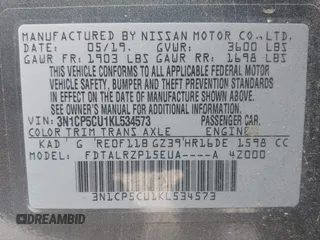 MANUFACTURED BY NISSAN MOTOR CO.,LTD.
DATE: 05/19. GVWR: 3600 LBS
GAWR FR: 1903 LBS GAWR RR: 1698 LBS
THIS VEHICLE CONFORMS TO ALL APPLICABLE FEDERAL MOTOR
VEHICLE SAFETY, BUMPER AND THEFT PREVENTION STANDARDS
IN EFFECT ON THE DATE OF MANUFACTURE SHOWN ABOVE.
SEE OWNER'S MANUAL FOR ADDITIONAL INFORMATION
VIN: 3N1CP5CU1KL534573 PASSENGER CAR.
COLOR TRIM TRANS AXLE ENGINE
KAD G RE0F11B GZ39 HR16DE 1598 CC
MODEL FDTALRZP15EUA----A 42000
3N1CP5CU1KL534573
RABIDBID